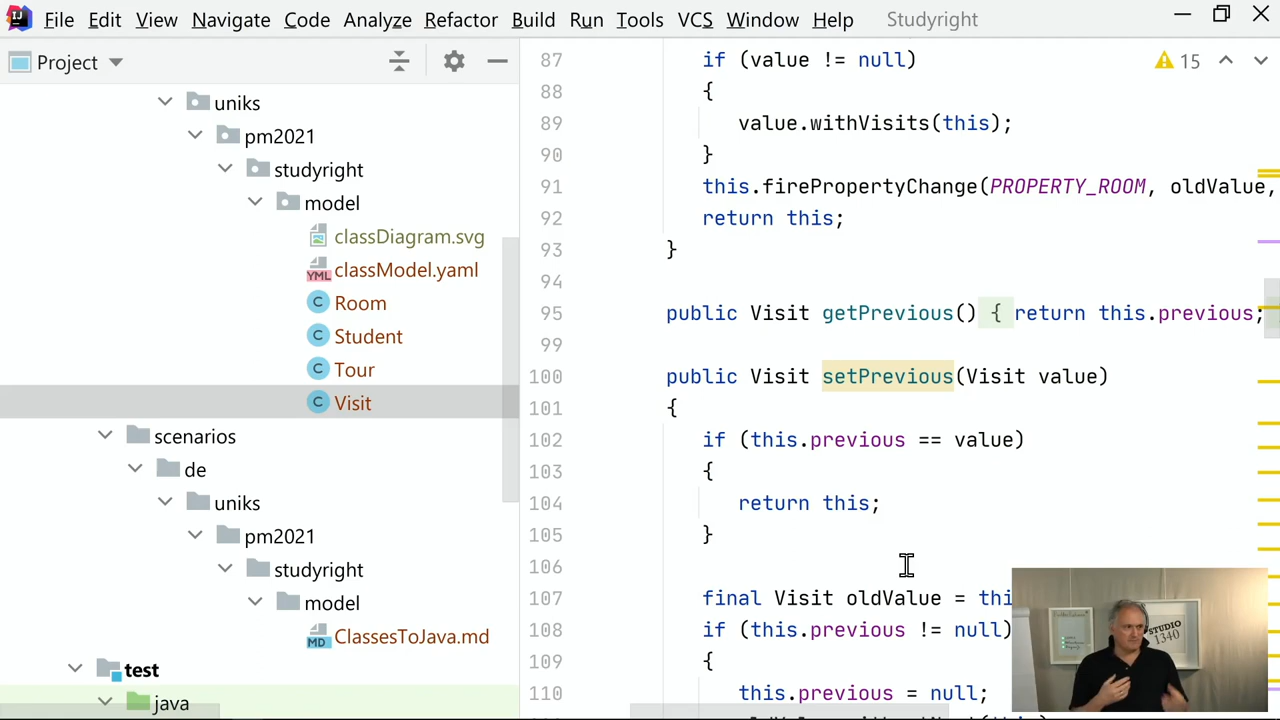 File Edit View Navigate Code Analyze Refactor Build Run Tools VCS Window Help Studyright
Project
uniks
pm2021
studyright
model
classDiagram.svg
YML classModel.yaml
C Room
C Student
C Tour
C Visit
scenarios
de
uniks
pm2021
studyright
model
MD ClassesToJava.md
test
java
15
87 if (value != null)
88 {
89 value.withVisits(this);
90 }
91 this.firePropertyChange(PROPERTY_ROOM, oldValue,
92 return this;
93 }
94
95 public Visit getPrevious() { return this.previous;
99
100 public Visit setPrevious(Visit value)
101 {
102 if (this.previous == value)
103 {
104 return this;
105 }
106
107 final Visit oldValue = thi
108 if (this.previous != null)
109 {
110 this.previous = null;
STUDIO
1340